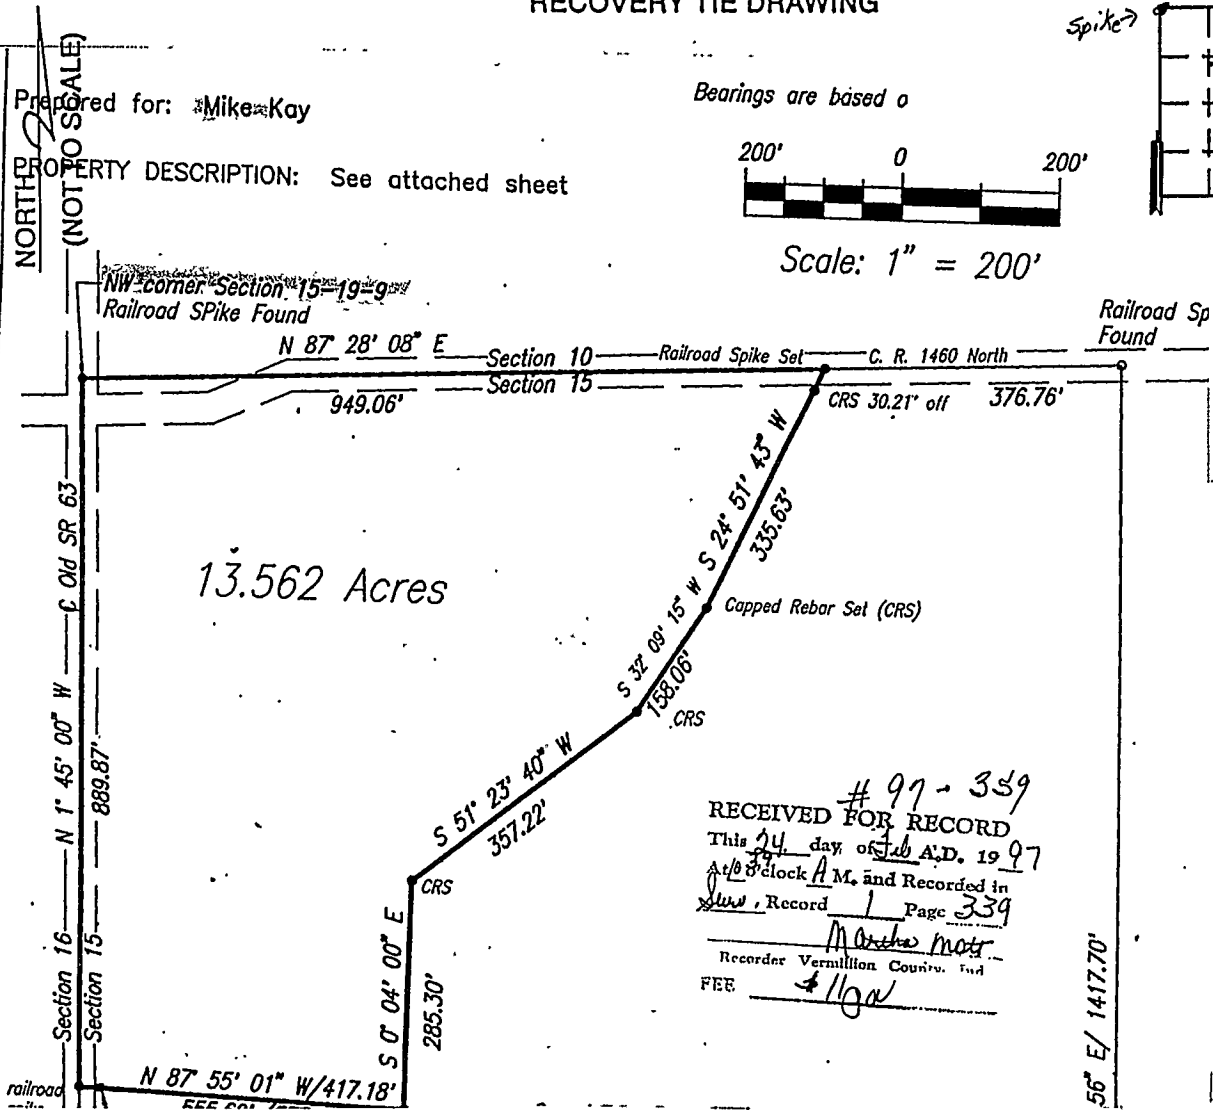 RECOVERY TIE DRAWING
Spike
NORTH
(NOT TO SCALE)
Prepared for: Mike Kay
PROPERTY DESCRIPTION: See attached sheet
Bearings are based o
200' 0 200'
Scale: 1" = 200'
NW corner Section 15-19-9
Railroad SPike Found
Railroad Sp
Found
N 87° 28' 08" E
Section 10
Railroad Spike Set
C. R. 1460 North
Section 15
949.06'
CRS 30.21' off
376.76'
S 24° 51' 43" W
335.63'
13.562 Acres
Capped Rebar Set (CRS)
S 32° 09' 15" W
158.06'
CRS
S 51° 23' 40" W
357.22'
CRS
S 0° 04' 00" E
285.30'
Section 16
N 1° 45' 00" W
C Old SR 63
Section 15
889.87'
# 97-339
RECEIVED FOR RECORD
This 24 day of Feb A.D. 1997
At o'clock A M. and Recorded in
Surv. Record 1 Page 339
Martha Mott
Recorder Vermillion County, Ind
FEE
56" E/ 1417.70'
N 87° 55' 01" W/417.18'
railroad